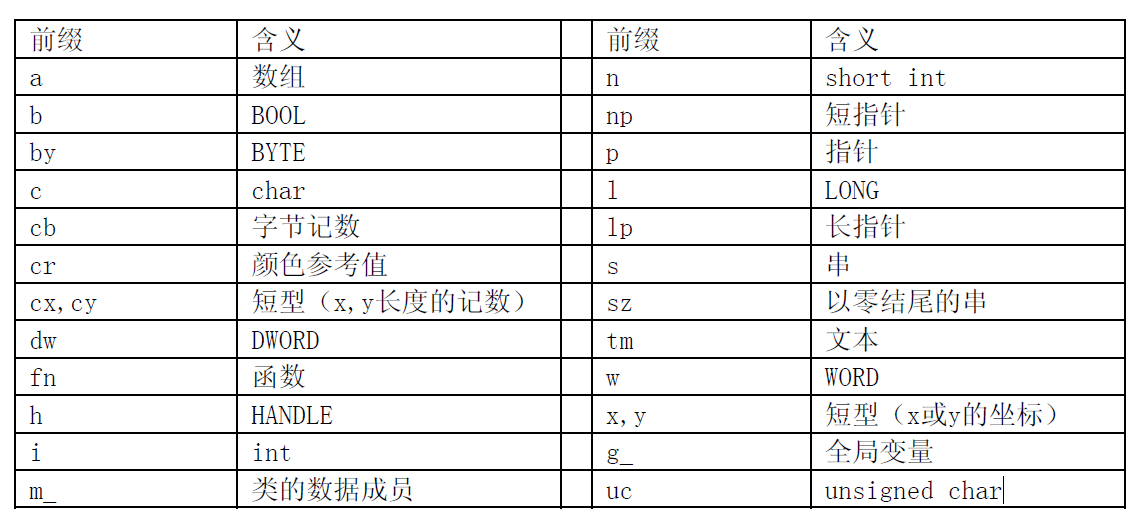 前缀 含义 前缀 含义
a 数组 n short int
b BOOL np 短指针
by BYTE p 指针
c char l LONG
cb 字节记数 lp 长指针
cr 颜色参考值 s 串
cx,cy 短型（x,y长度的记数） sz 以零结尾的串
dw DWORD tm 文本
fn 函数 w WORD
h HANDLE x,y 短型（x或y的坐标）
i int g_ 全局变量
m_ 类的数据成员 uc unsigned char